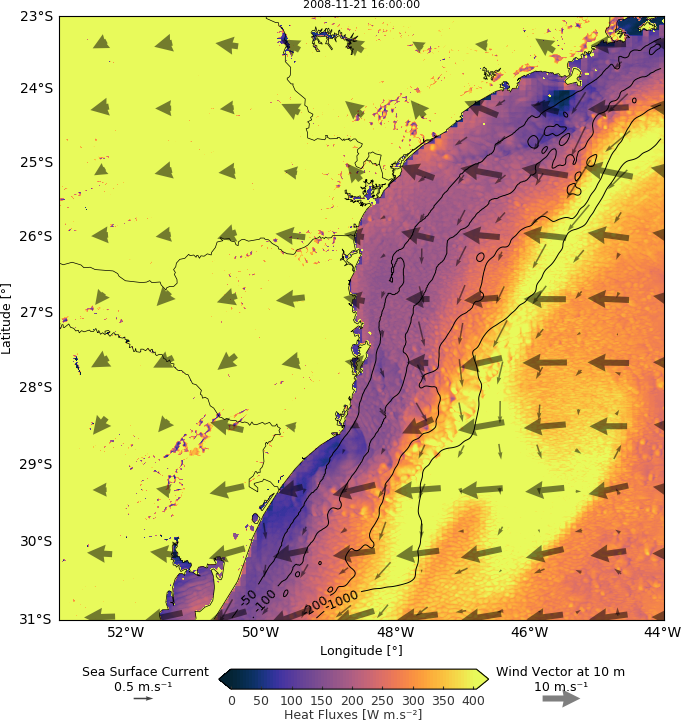 2008-11-21 16:00:00
23°S
24°S
25°S
26°S
27°S
28°S
29°S
30°S
31°S
Latitude [°]
-50
-100
-200
-1000
52°W
50°W
48°W
46°W
44°W
Longitude [°]
Sea Surface Current
0.5 m.s⁻¹
0 50 100 150 200 250 300 350 400
Heat Fluxes [W m.s⁻²]
Wind Vector at 10 m
10 m.s⁻¹